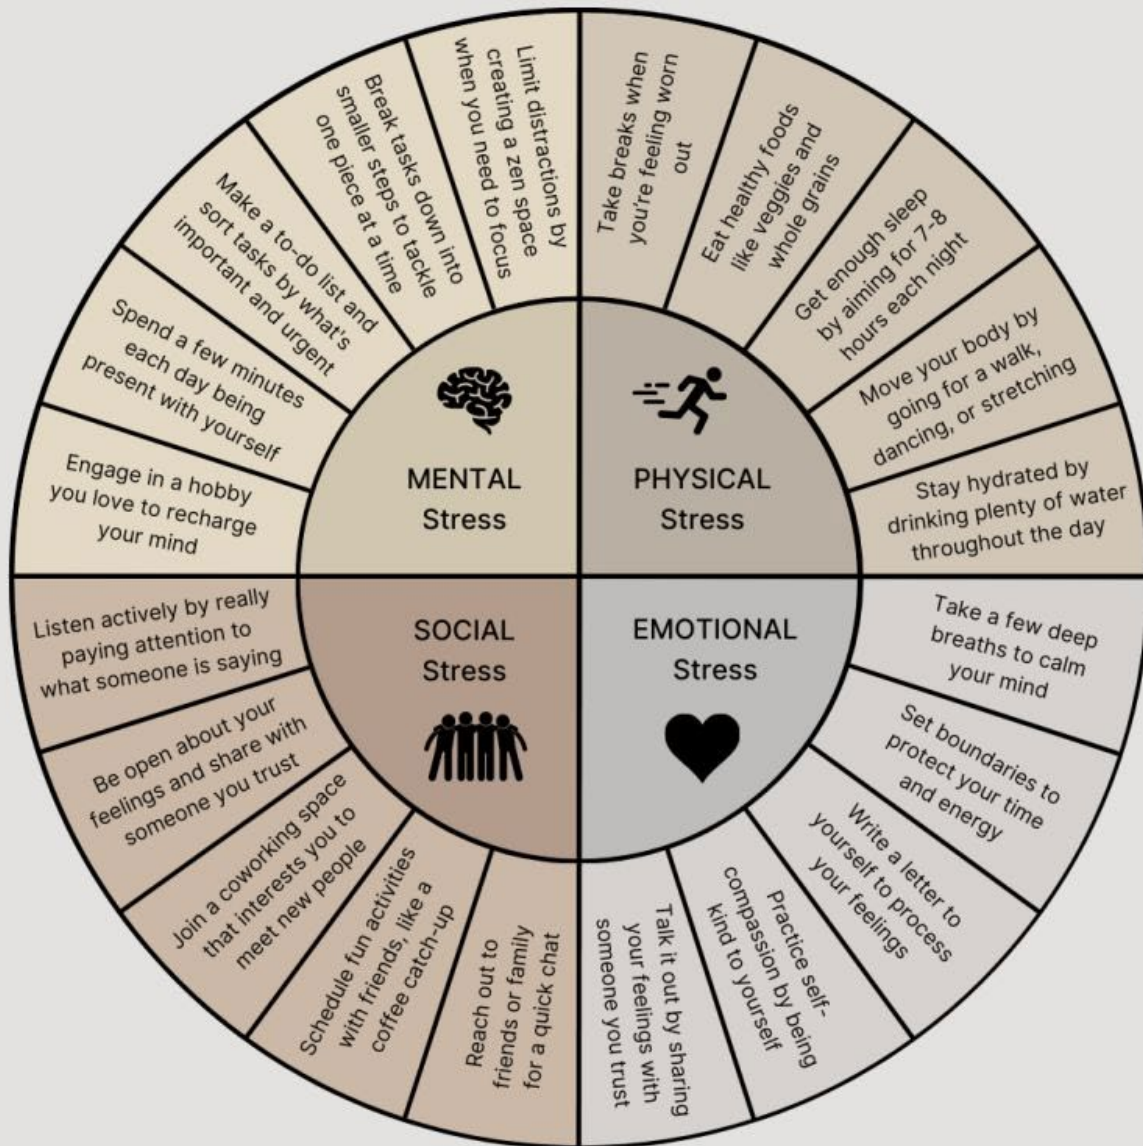 Limit distractions by
creating a zen space
when you need to focus
Break tasks down into
smaller steps to tackle
one piece at a time
Make a to-do list and
sort tasks by what's
important and urgent
Spend a few minutes
each day being
present with yourself
Engage in a hobby
you love to recharge
your mind
MENTAL
Stress
Take breaks when
you're feeling worn
out
Eat healthy foods
like veggies and
whole grains
Get enough sleep
by aiming for 7-8
hours each night
Move your body by
going for a walk,
dancing, or stretching
Stay hydrated by
drinking plenty of water
throughout the day
PHYSICAL
Stress
Listen actively by really
paying attention to
what someone is saying
Be open about your
feelings and share with
someone you trust
Join a coworking space
that interests you to
meet new people
Schedule fun activities
with friends, like a
coffee catch-up
Reach out to
friends or family
for a quick chat
SOCIAL
Stress
Take a few deep
breaths to calm
your mind
Set boundaries to
protect your time
and energy
Write a letter to
yourself to process
your feelings
Practice self-
compassion by being
kind to yourself
Talk it out by sharing
your feelings with
someone you trust
EMOTIONAL
Stress